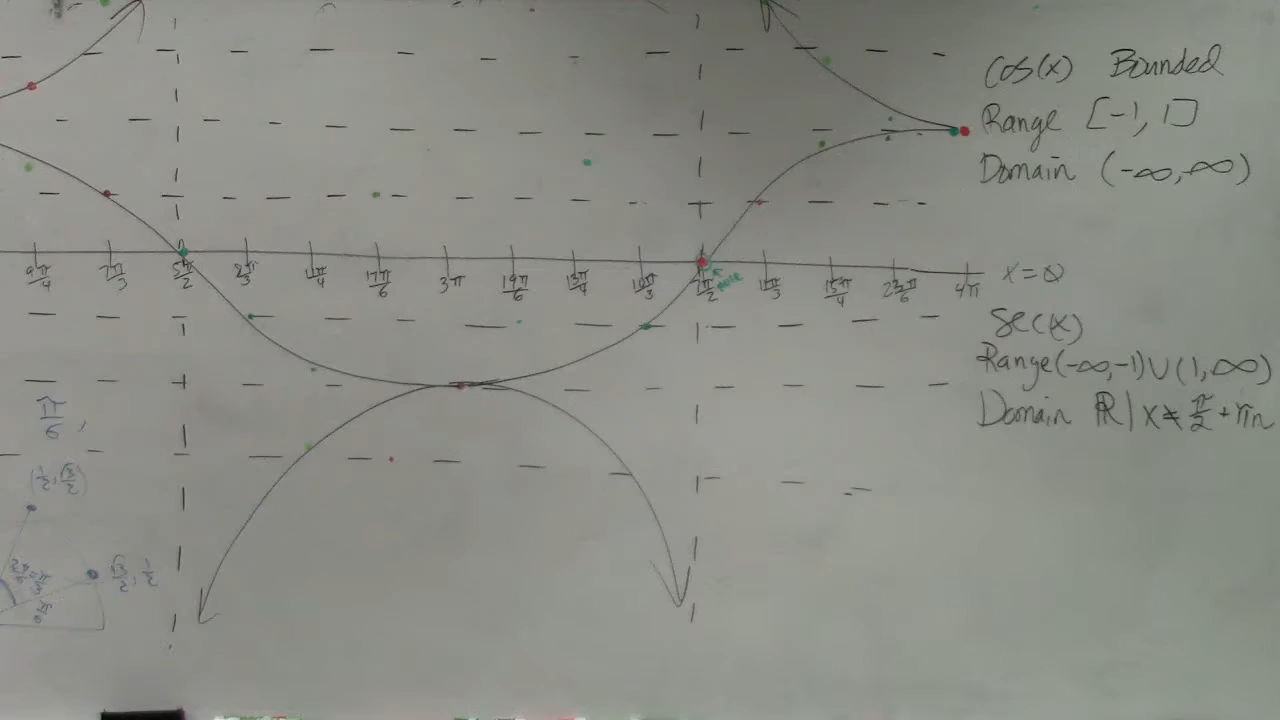 cos(x) Bounded
Range [-1, 1]
Domain (-∞, ∞)
9π/4 7π/3 5π/2 8π/3 11π/4 17π/6 3π 19π/6 13π/4 10π/3 7π/2 11π/3 15π/4 23π/6 4π x=θ
Hole
sec(x)
Range (-∞,-1)∪(1,∞)
Domain ℝ | x ≠ π/2 + πn
π/6,
(1/2, √3/2)
√3/2, 1/2
π/6